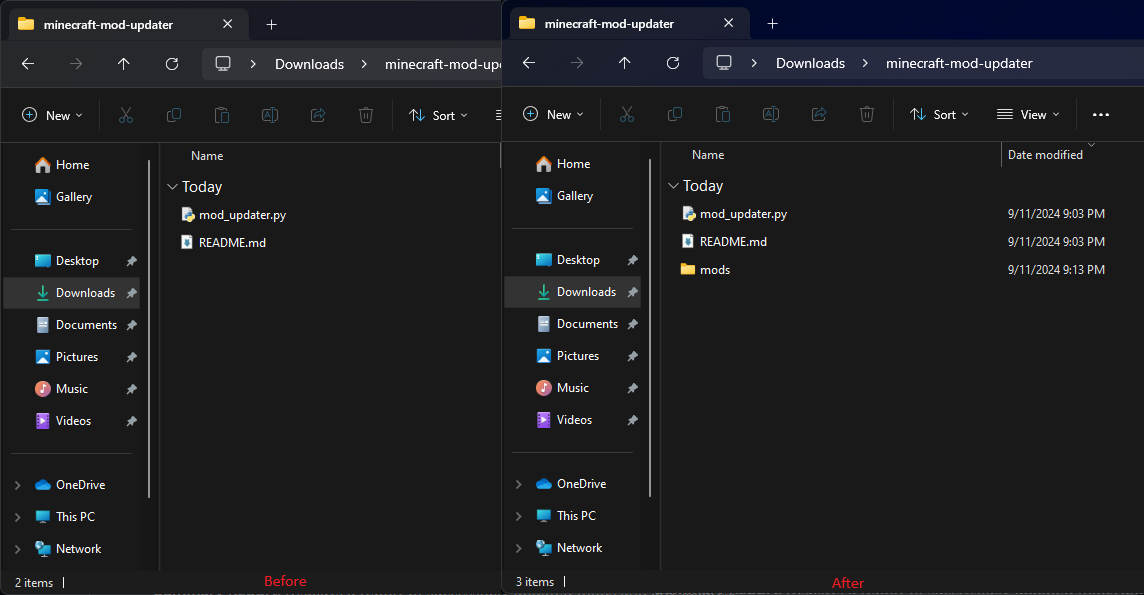 minecraft-mod-updater
Downloads
minecraft-mod-upd
New
Sort
Home
Gallery
Desktop
Downloads
Documents
Pictures
Music
Videos
OneDrive
This PC
Network
Name
Today
mod_updater.py
README.md
2 items
Before
minecraft-mod-updater
Downloads
minecraft-mod-updater
New
Sort
View
Home
Gallery
Desktop
Downloads
Documents
Pictures
Music
Videos
OneDrive
This PC
Network
Name Date modified
Today
mod_updater.py 9/11/2024 9:03 PM
README.md 9/11/2024 9:03 PM
mods 9/11/2024 9:13 PM
3 items
After